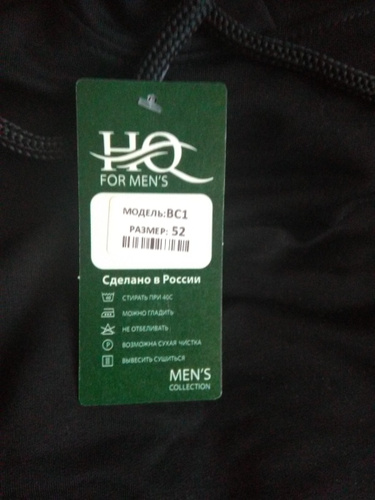 HQ
FOR MEN'S
МОДЕЛЬ:ВС1
РАЗМЕР: 52
Сделано в России
СТИРАТЬ ПРИ 40С
МОЖНО ГЛАДИТЬ
НЕ ОТБЕЛИВАТЬ
P ВОЗМОЖНА СУХАЯ ЧИСТКА
ВЫВЕСИТЬ СУШИТЬСЯ
MEN'S
COLLECTION